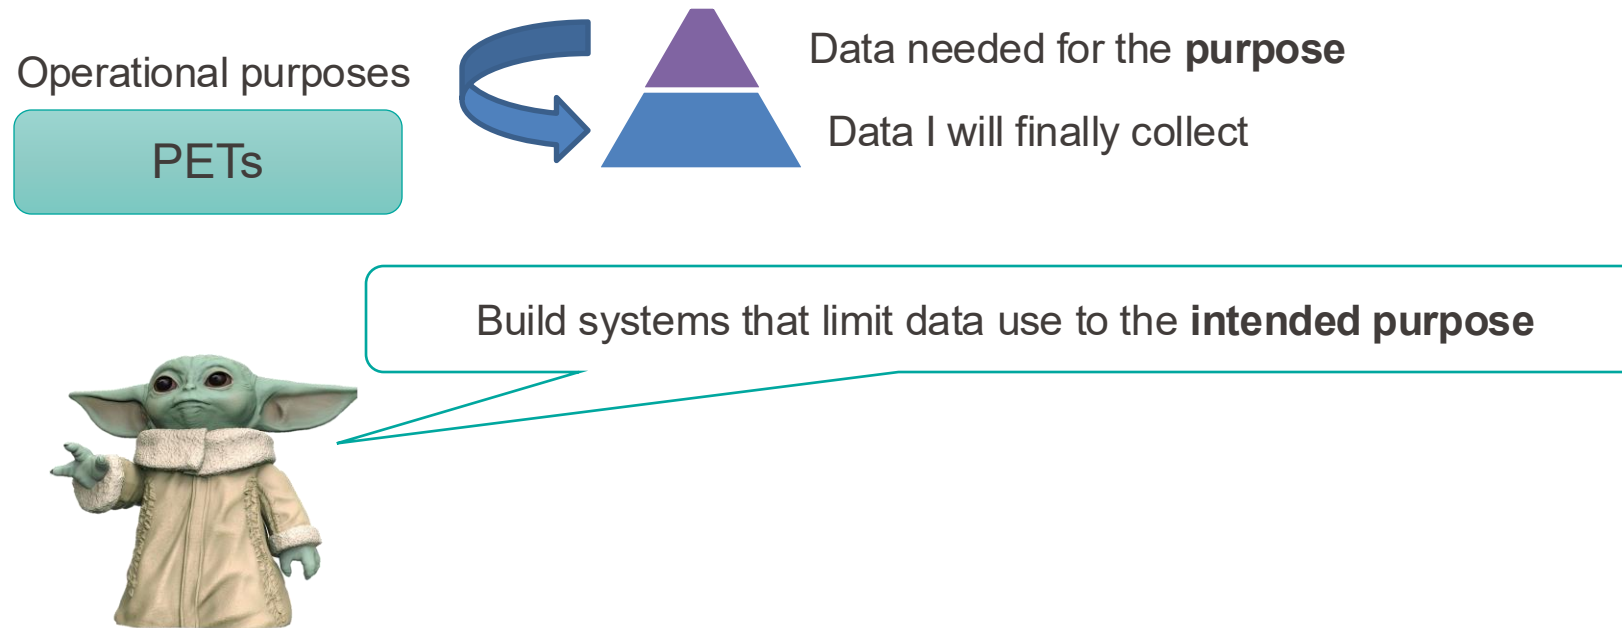 Operational purposes
PETs
Data needed for the purpose
Data I will finally collect
Build systems that limit data use to the intended purpose